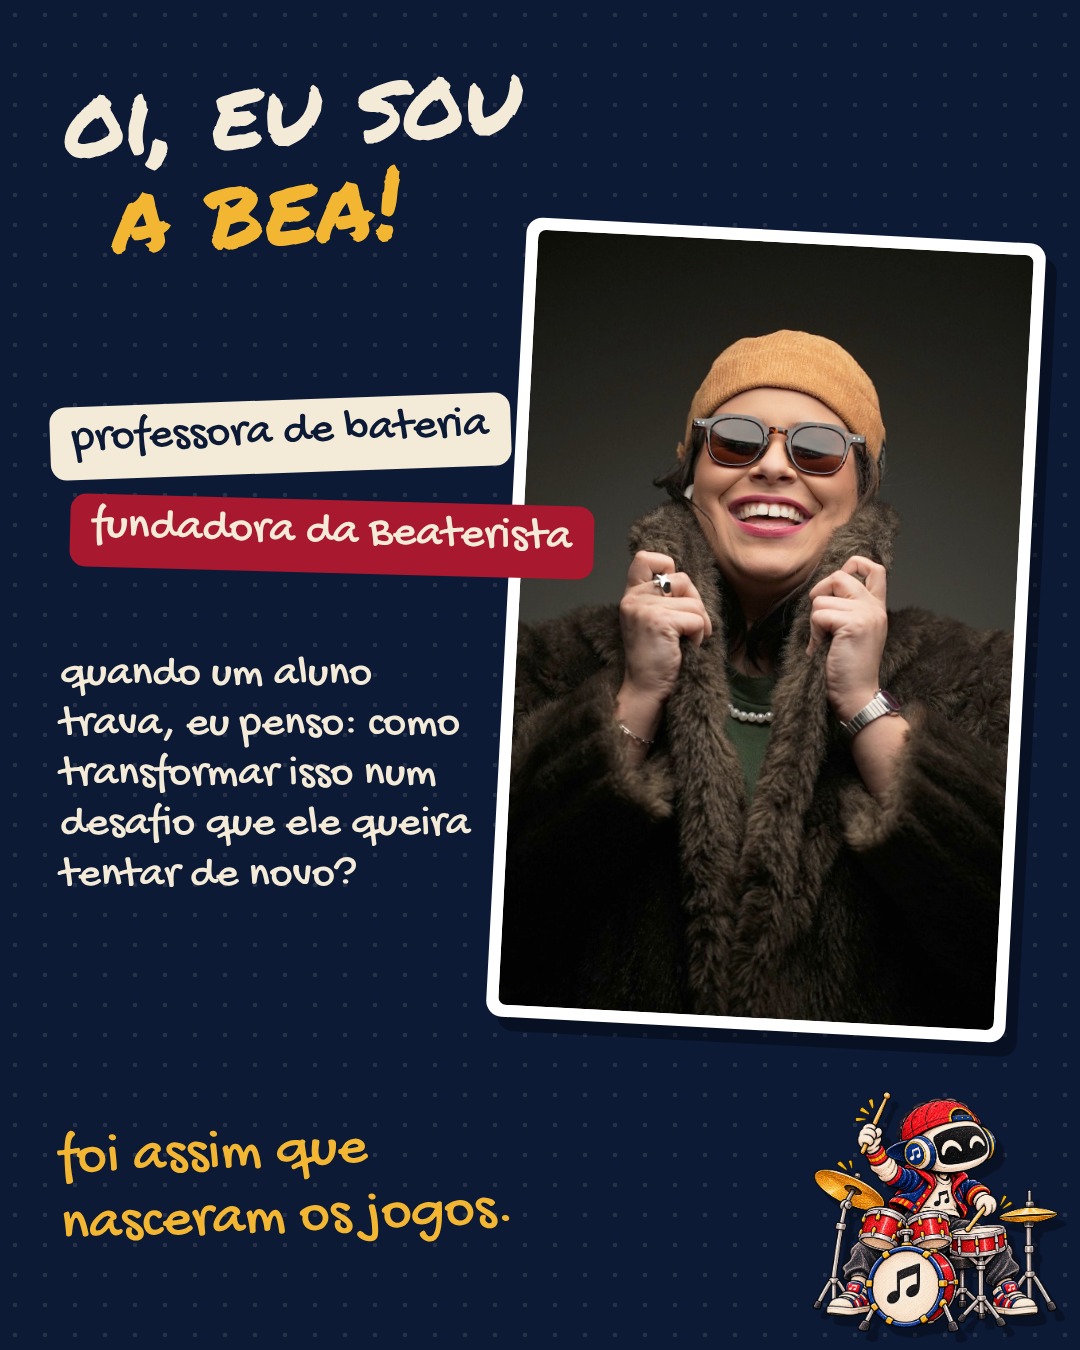 OI, EU SOU
A BEA!
professora de bateria
fundadora da Beaterista
quando um aluno
trava, eu penso: como
transformar isso num
desafio que ele queira
tentar de novo?
foi assim que
nasceram os jogos.